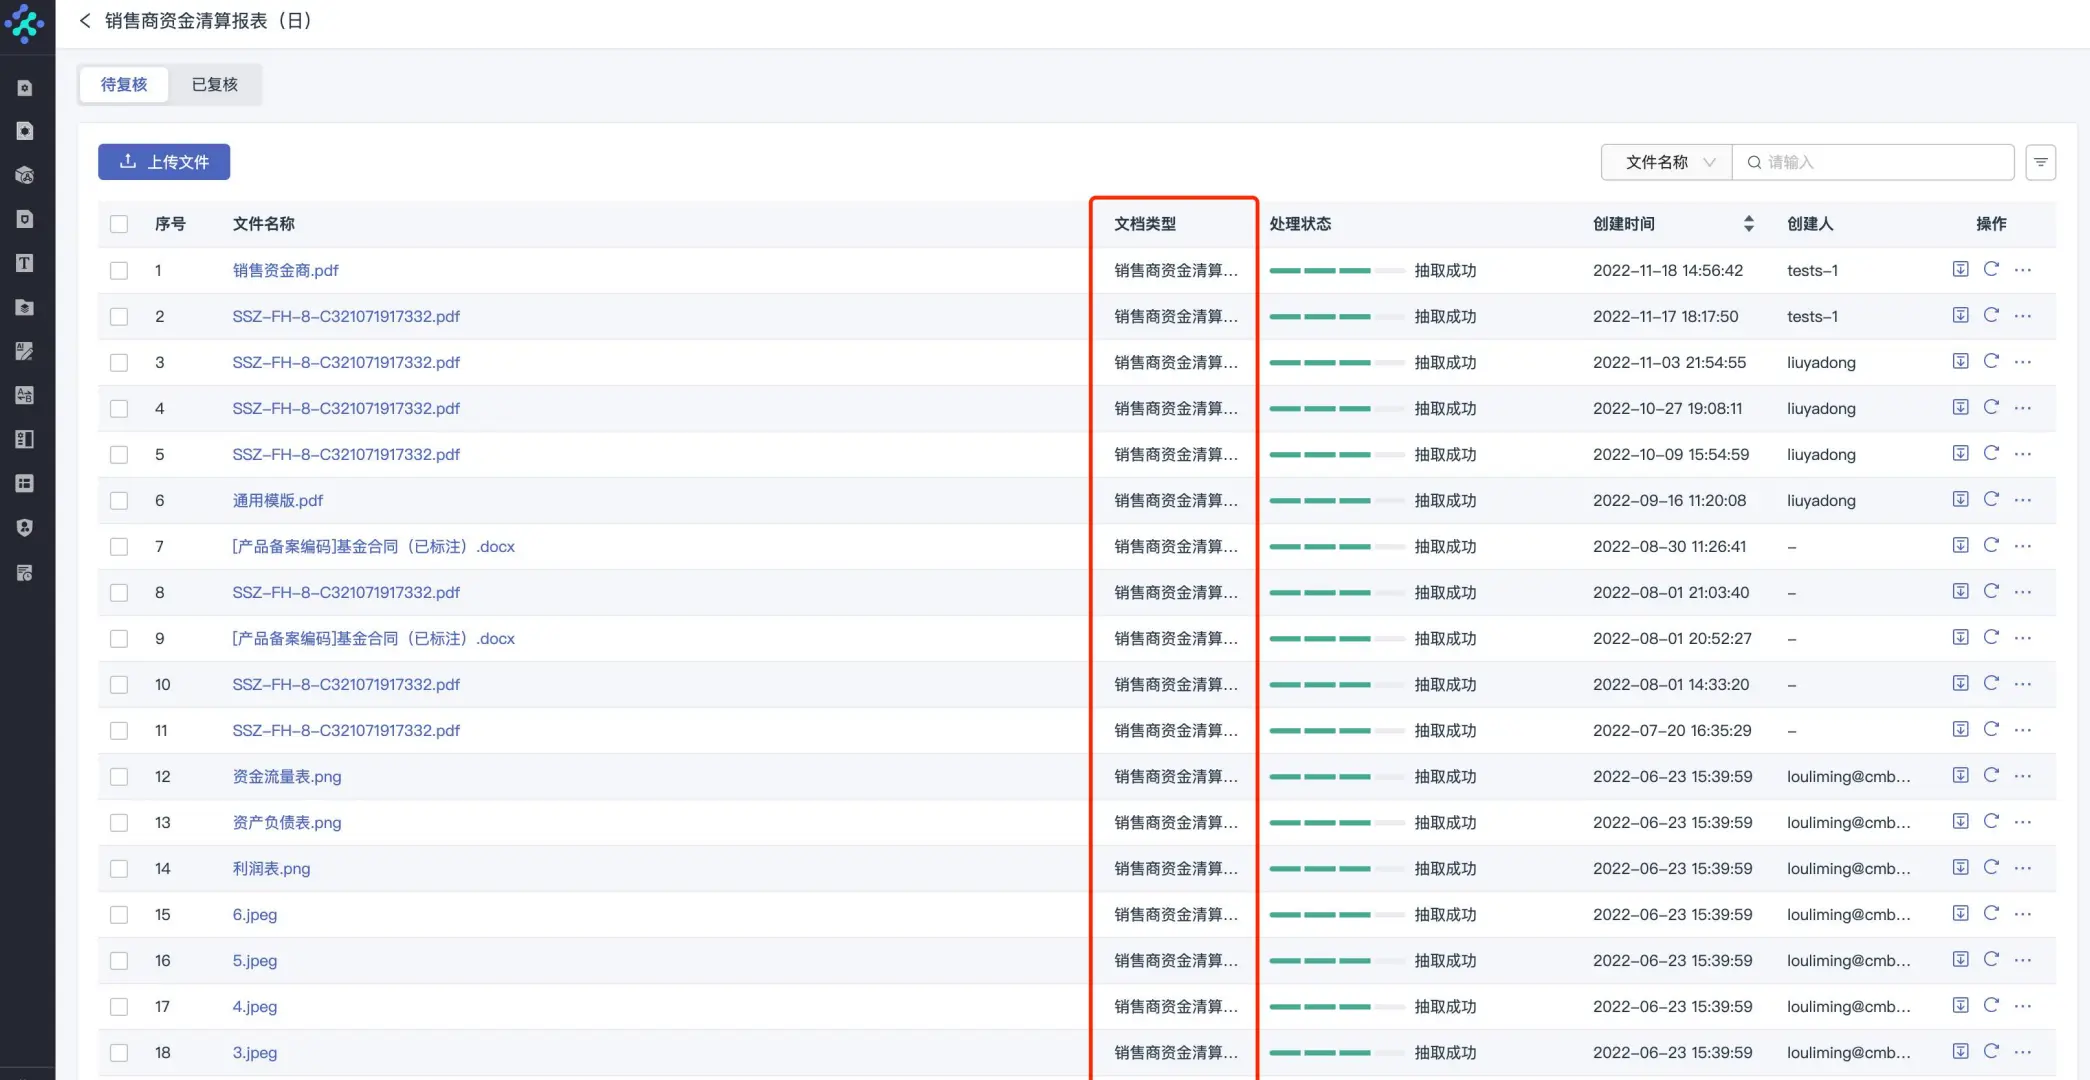 销售商资金清算报表（日）
待复核 已复核
上传文件 文件名称 请输入
序号 文件名称 文档类型 处理状态 创建时间 创建人 操作
1 销售资金商.pdf 销售商资金清算... 抽取成功 2022-11-18 14:56:42 tests-1
2 SSZ-FH-8-C321071917332.pdf 销售商资金清算... 抽取成功 2022-11-17 18:17:50 tests-1
3 SSZ-FH-8-C321071917332.pdf 销售商资金清算... 抽取成功 2022-11-03 21:54:55 liuyadong
4 SSZ-FH-8-C321071917332.pdf 销售商资金清算... 抽取成功 2022-10-27 19:08:11 liuyadong
5 SSZ-FH-8-C321071917332.pdf 销售商资金清算... 抽取成功 2022-10-09 15:54:59 liuyadong
6 通用模版.pdf 销售商资金清算... 抽取成功 2022-09-16 11:20:08 liuyadong
7 [产品备案编码]基金合同（已标注）.docx 销售商资金清算... 抽取成功 2022-08-30 11:26:41 -
8 SSZ-FH-8-C321071917332.pdf 销售商资金清算... 抽取成功 2022-08-01 21:03:40 -
9 [产品备案编码]基金合同（已标注）.docx 销售商资金清算... 抽取成功 2022-08-01 20:52:27 -
10 SSZ-FH-8-C321071917332.pdf 销售商资金清算... 抽取成功 2022-08-01 14:33:20 -
11 SSZ-FH-8-C321071917332.pdf 销售商资金清算... 抽取成功 2022-07-20 16:35:29 -
12 资金流量表.png 销售商资金清算... 抽取成功 2022-06-23 15:39:59 louliming@cmb...
13 资产负债表.png 销售商资金清算... 抽取成功 2022-06-23 15:39:59 louliming@cmb...
14 利润表.png 销售商资金清算... 抽取成功 2022-06-23 15:39:59 louliming@cmb...
15 6.jpeg 销售商资金清算... 抽取成功 2022-06-23 15:39:59 louliming@cmb...
16 5.jpeg 销售商资金清算... 抽取成功 2022-06-23 15:39:59 louliming@cmb...
17 4.jpeg 销售商资金清算... 抽取成功 2022-06-23 15:39:59 louliming@cmb...
18 3.jpeg 销售商资金清算... 抽取成功 2022-06-23 15:39:59 louliming@cmb...